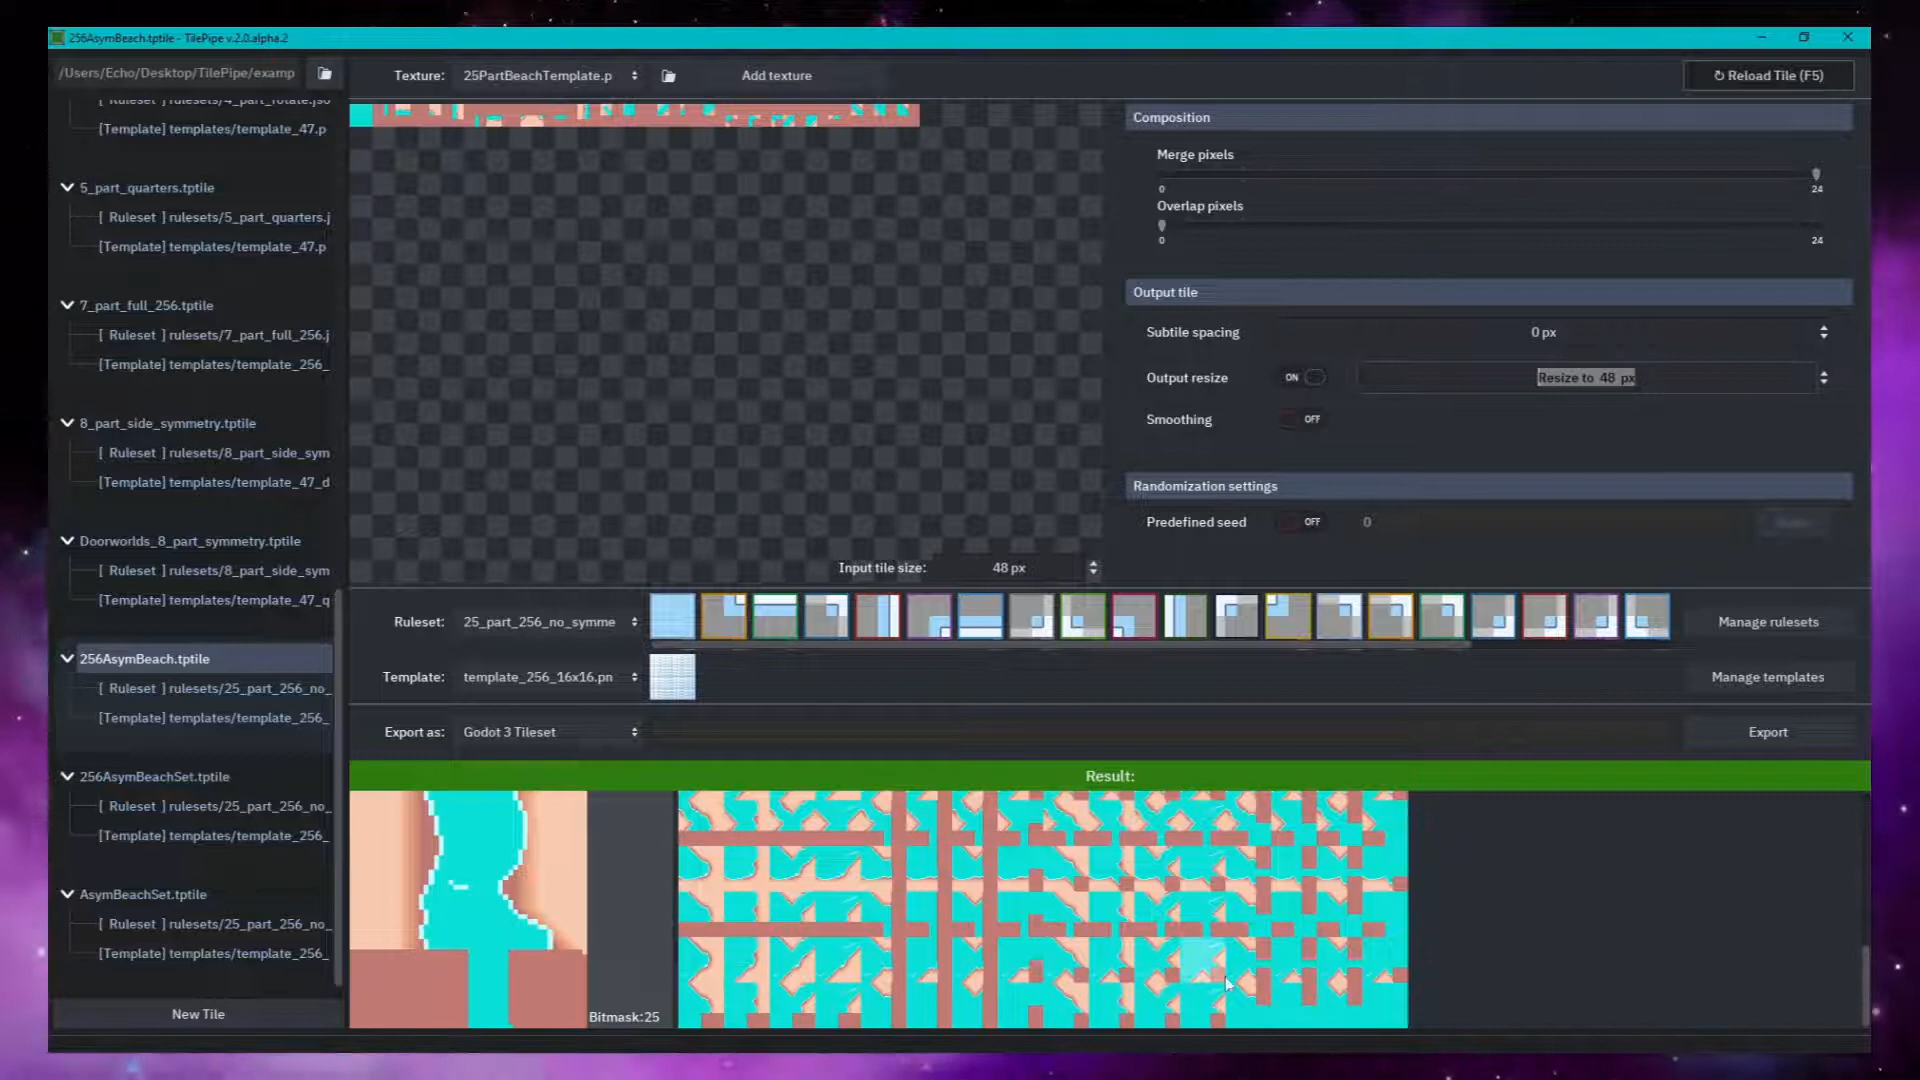 256AsymBeach.tptile - TilePipe v.2.0.alpha.2
/Users/Echo/Desktop/TilePipe/examp
Texture: 25PartBeachTemplate.p
Add texture
↻ Reload Tile (F5)
[ Ruleset ] rulesets/4_part_rotate.jso
[Template] templates/template_47.p
5_part_quarters.tptile
[ Ruleset ] rulesets/5_part_quarters.j
[Template] templates/template_47.p
7_part_full_256.tptile
[ Ruleset ] rulesets/7_part_full_256.j
[Template] templates/template_256_
8_part_side_symmetry.tptile
[ Ruleset ] rulesets/8_part_side_sym
[Template] templates/template_47_d
Doorworlds_8_part_symmetry.tptile
[ Ruleset ] rulesets/8_part_side_sym
[Template] templates/template_47_q
256AsymBeach.tptile
[ Ruleset ] rulesets/25_part_256_no_
[Template] templates/template_256_
256AsymBeachSet.tptile
[ Ruleset ] rulesets/25_part_256_no_
[Template] templates/template_256_
AsymBeachSet.tptile
[ Ruleset ] rulesets/25_part_256_no_
[Template] templates/template_256_
New Tile
Composition
Merge pixels
0 24
Overlap pixels
0 24
Output tile
Subtile spacing 0 px
Output resize ON Resize to 48 px
Smoothing OFF
Randomization settings
Predefined seed OFF 0
Input tile size: 48 px
Ruleset: 25_part_256_no_symme
Manage rulesets
Template: template_256_16x16.pn
Manage templates
Export as: Godot 3 Tileset
Export
Result:
Bitmask:25